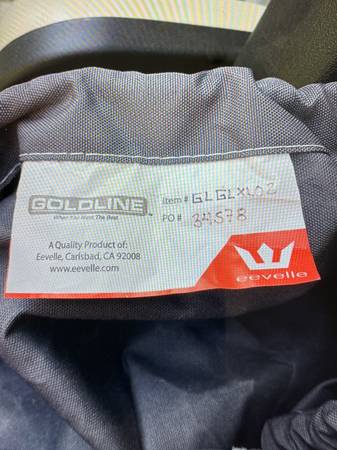 GOLDLINE™
When You Want The Best
item# GLGLXL02
PO# 34578
A Quality Product of:
Eevelle, Carlsbad, CA 92008
www.eevelle.com
eevelle